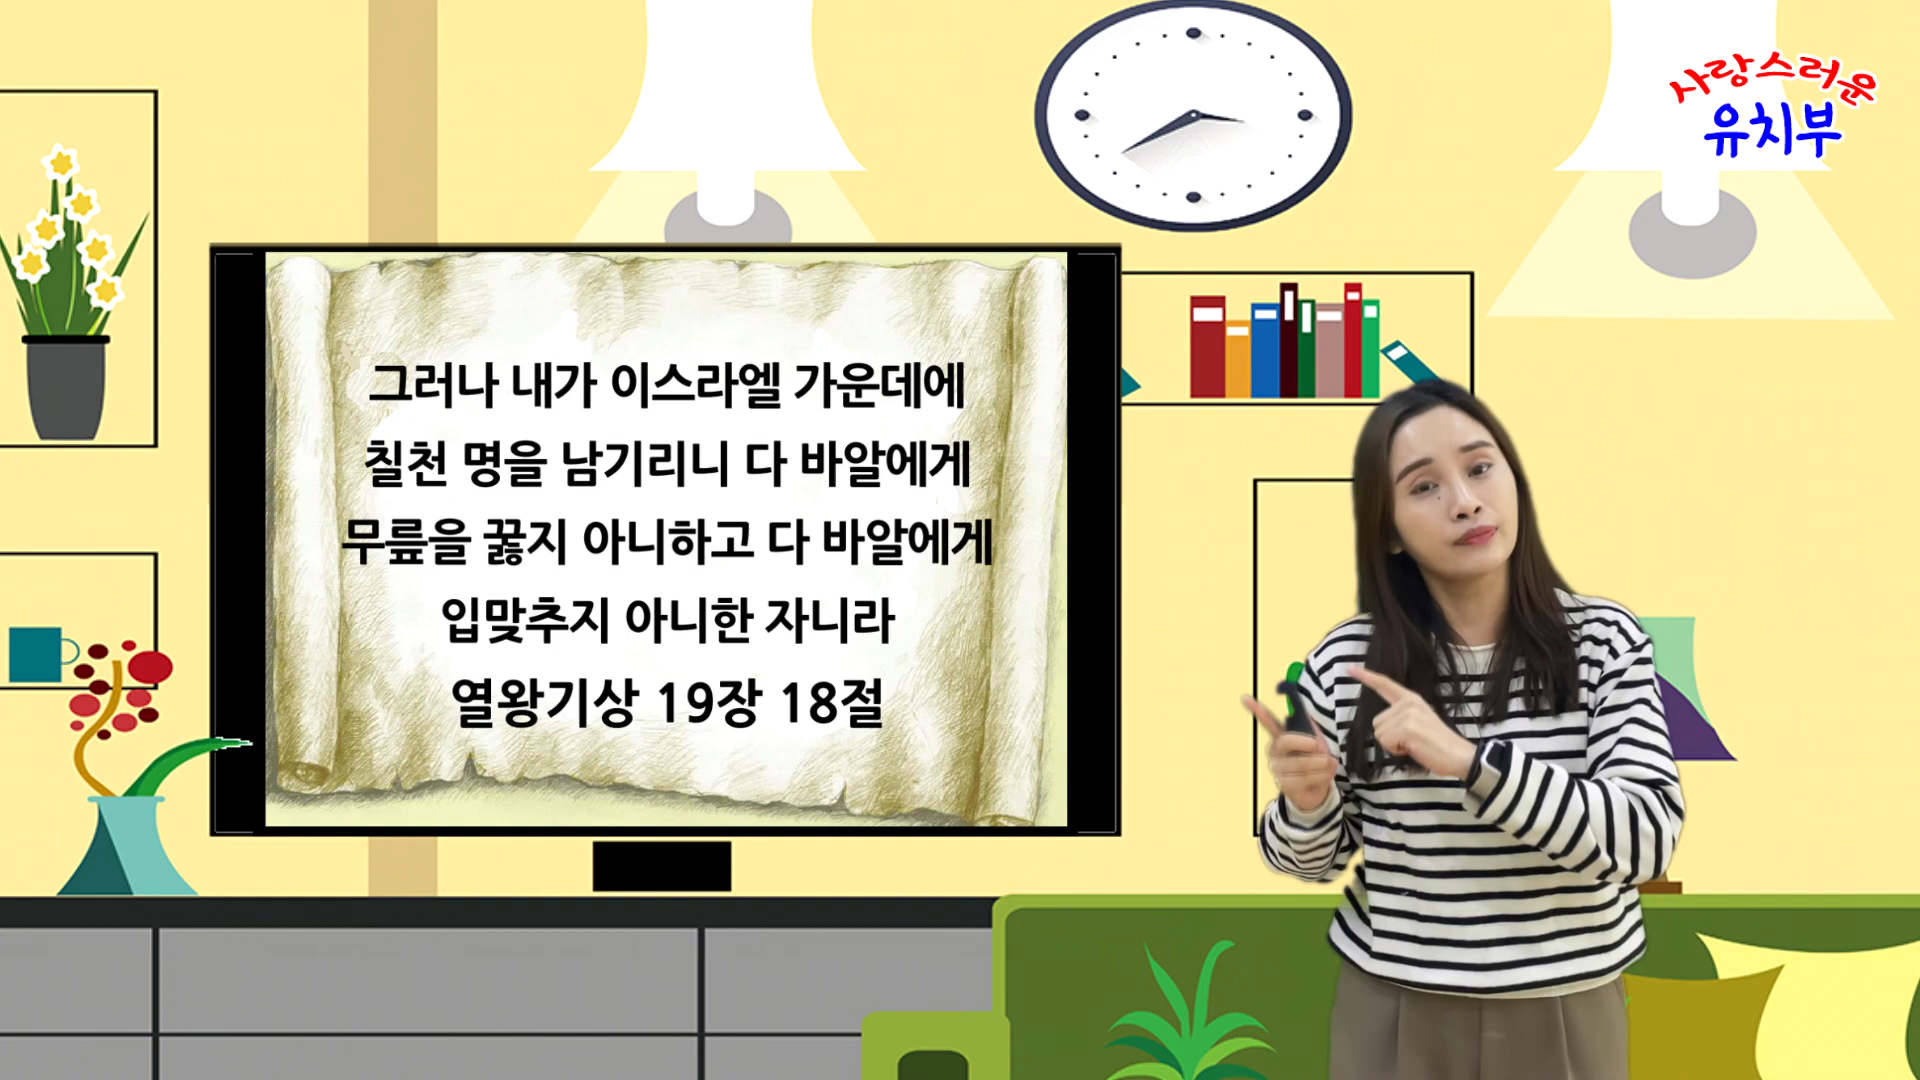 사랑스러운
유치부
그러나 내가 이스라엘 가운데에
칠천 명을 남기리니 다 바알에게
무릎을 꿇지 아니하고 다 바알에게
입맞추지 아니한 자니라
열왕기상 19장 18절